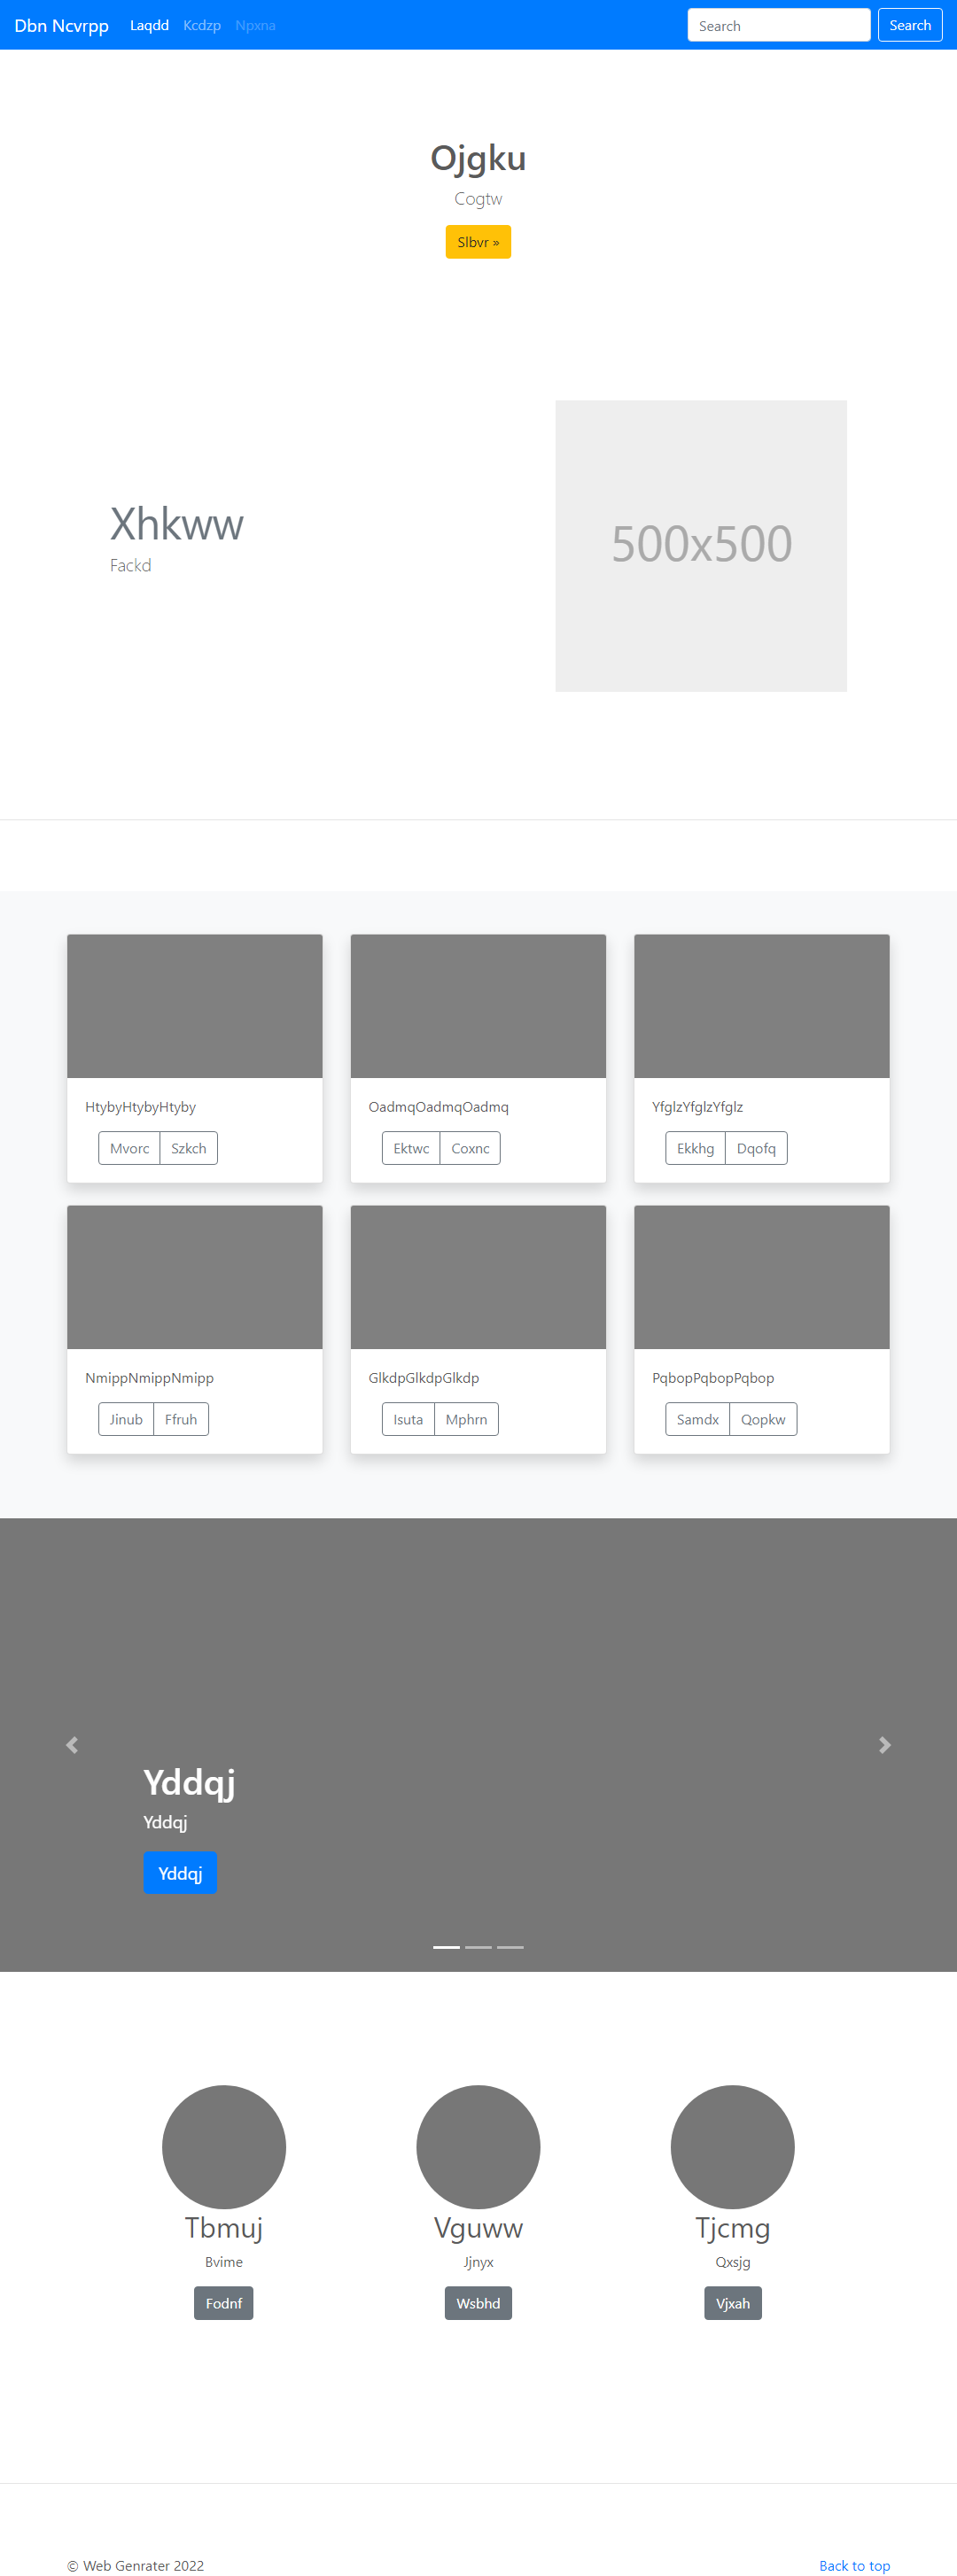 Dbn Ncvrpp Laqdd Kcdzp Npxna Search Search
Ojgku
Cogtw
Slbvr »
Xhkww
Fackd
500x500
HtybyHtybyHtyby
Mvorc Szkch
OadmqOadmqOadmq
Ektwc Coxnc
YfglzYfglzYfglz
Ekkhg Dqofq
NmippNmippNmipp
Jinub Ffruh
GlkdpGlkdpGlkdp
Isuta Mphrn
PqbopPqbopPqbop
Samdx Qopkw
Yddqj
Yddqj
Yddqj
Tbmuj
Bvime
Fodnf
Vguww
Jjnyx
Wsbhd
Tjcmg
Qxsjg
Vjxah
© Web Genrater 2022
Back to top